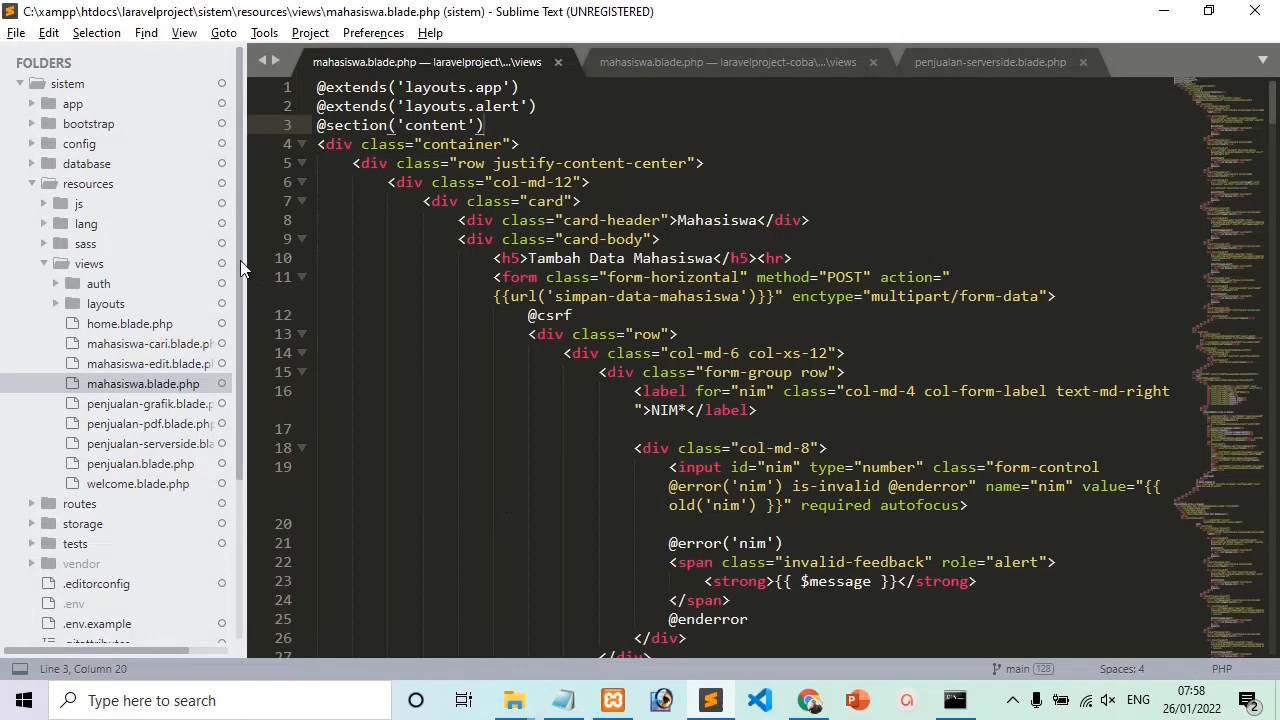 C:\xampp\htdocs\laravelproject\sistem\resources\views\mahasiswa.blade.php (sistem) - Sublime Text (UNREGISTERED)
File Edit Selection Find View Goto Tools Project Preferences Help
FOLDERS
sistem
app
bootstrap
config
database
resources
js
lang
sass
views
auth
layouts
home.blade.php
mahasiswa-cari.blade.ph
mahasiswa-edit.blade.p
mahasiswa.blade.php
penjualan-grafik.blade.p
penjualan-pdf.blade.php
penjualan-serverside.bla
penjualan.blade.php
welcome.blade.php
routes
storage
tests
vendor
.editorconfig
.env
.env.example
.gitattributes
mahasiswa.blade.php — laravelproject\...\views
mahasiswa.blade.php — laravelproject-coba\...\views
penjualan-serverside.blade.php
1 @extends('layouts.app')
2 @extends('layouts.alert')
3 @section('content')
4 <div class="container">
5 <div class="row justify-content-center">
6 <div class="col-md-12">
7 <div class="card">
8 <div class="card-header">Mahasiswa</div>
9 <div class="card-body">
10 <h5>Tambah Data Mahasiswa</h5><hr>
11 <form class="form-horizontal" method="POST" action="
{{url('simpan-data-mahasiswa')}}" enctype="multipart/form-data">
12 @csrf
13 <div class="row">
14 <div class="col-md-6 col-xs-12">
15 <div class="form-group row">
16 <label for="nim" class="col-md-4 col-form-label text-md-right
">NIM*</label>
17
18 <div class="col-md-8">
19 <input id="nim" type="number" class="form-control
@error('nim') is-invalid @enderror" name="nim" value="{{
old('nim') }}" required autofocus>
20
21 @error('nim')
22 <span class="invalid-feedback" role="alert">
23 <strong>{{ $message }}</strong>
24 </span>
25 @enderror
26 </div>
27 </div>
Line 3, Column 20
main 128
Spaces: 4
PHP
Type here to search
ENG
07:58
26/01/2022
2